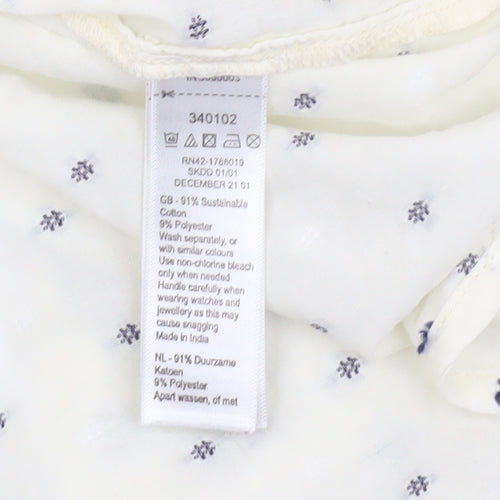 340102
RN42-1766019
SKDD 01/01
DECEMBER 21 01
GB - 91% Sustainable
Cotton
9% Polyester
Wash separately, or
with similar colours
Use non-chlorine bleach
only when needed
Handle carefully when
wearing watches and
jewellery as this may
cause snagging
Made in India
NL - 91% Duurzame
Katoen
9% Polyester
Apart wassen, of met